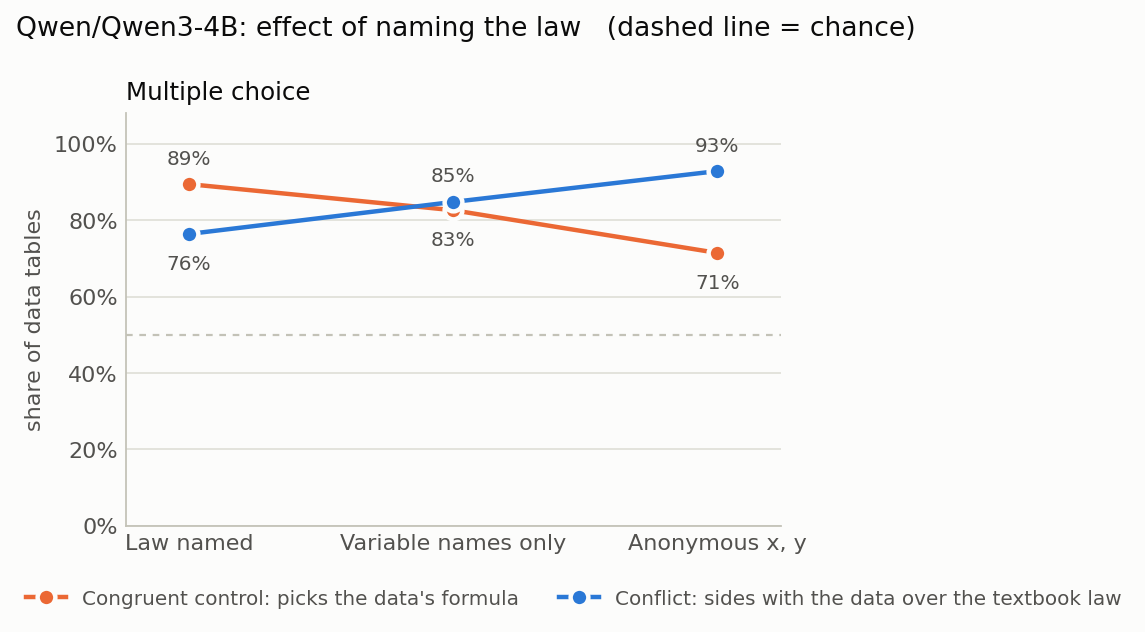 Qwen/Qwen3-4B: effect of naming the law (dashed line = chance)
Multiple choice
share of data tables
100%
80%
60%
40%
20%
0%
89%
76%
85%
83%
93%
71%
Law named
Variable names only
Anonymous x, y
Congruent control: picks the data's formula
Conflict: sides with the data over the textbook law